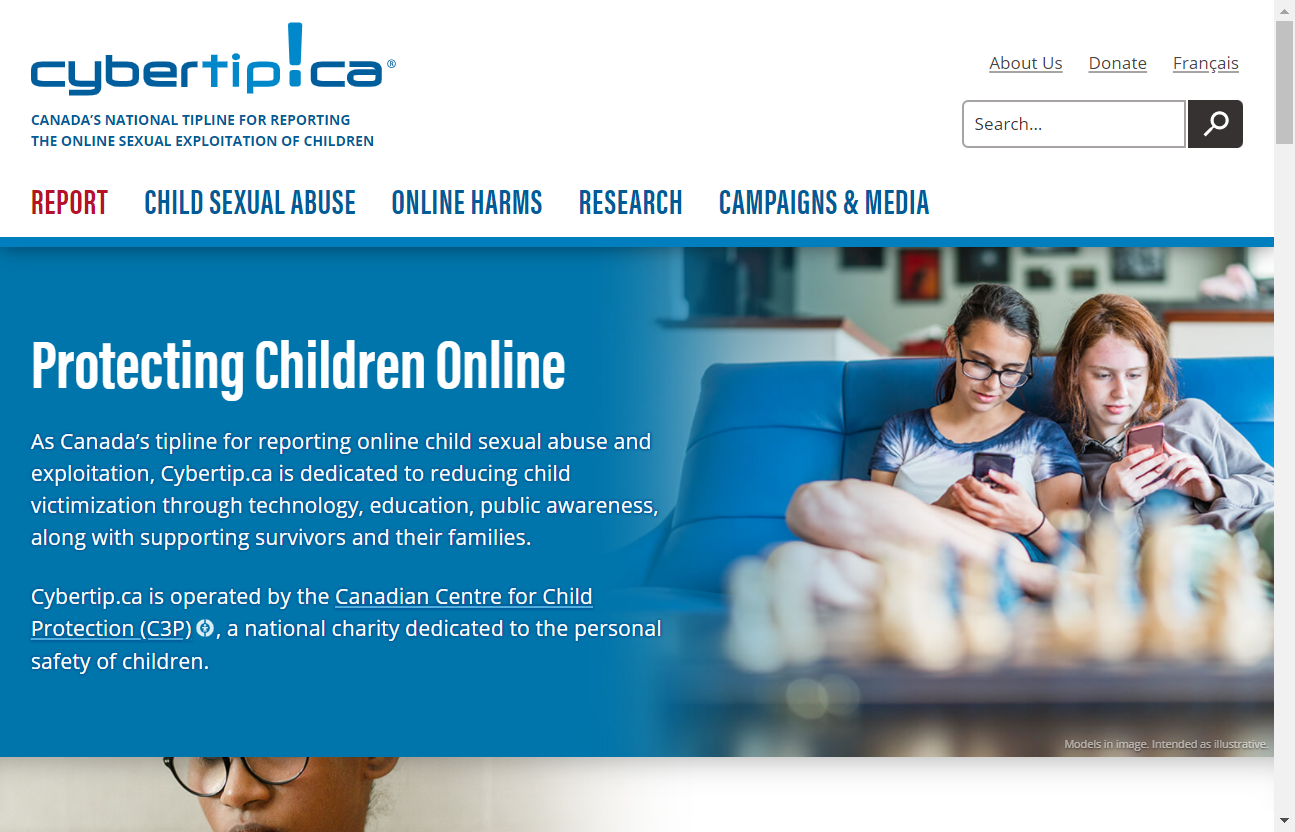 cybertip!ca®
CANADA'S NATIONAL TIPLINE FOR REPORTING
THE ONLINE SEXUAL EXPLOITATION OF CHILDREN
About Us Donate Français
Search...
REPORT CHILD SEXUAL ABUSE ONLINE HARMS RESEARCH CAMPAIGNS & MEDIA
Protecting Children Online
As Canada's tipline for reporting online child sexual abuse and
exploitation, Cybertip.ca is dedicated to reducing child
victimization through technology, education, public awareness,
along with supporting survivors and their families.
Cybertip.ca is operated by the Canadian Centre for Child
Protection (C3P), a national charity dedicated to the personal
safety of children.
Models in image. Intended as illustrative.